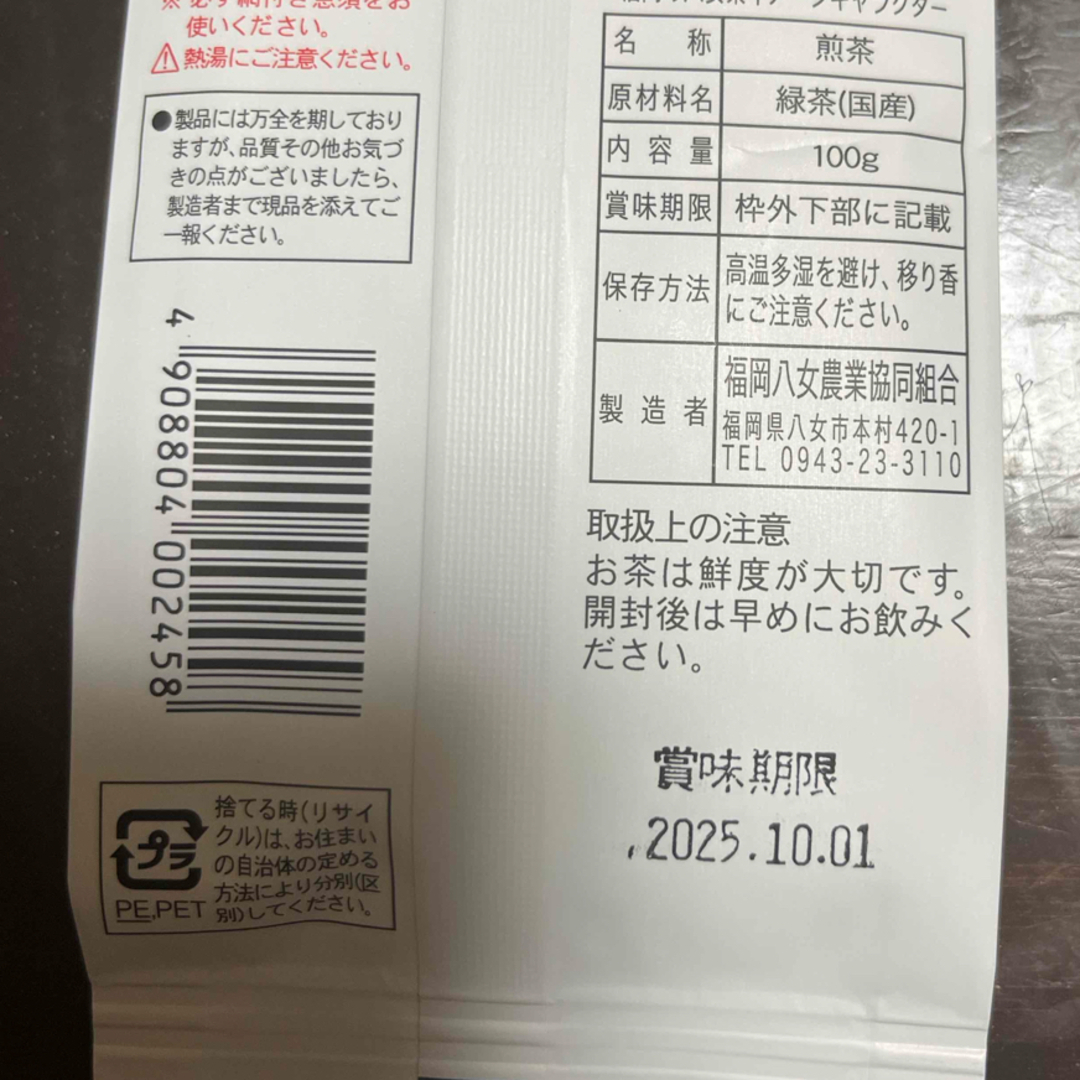 ※必ず網付き急須をお
使いください。
熱湯にご注意ください。
●製品には万全を期しており
ますが、品質その他お気づ
きの点がございましたら、
製造者まで現品を添えてご
一報ください。
4 908804 002458
プラ
PE,PET
捨てる時(リサイ
クル)は、お住まい
の自治体の定める
方法により分別(区
別)してください。
名称 煎茶
原材料名 緑茶(国産)
内容量 100g
賞味期限 枠外下部に記載
保存方法 高温多湿を避け、移り香
にご注意ください。
製造者 福岡八女農業協同組合
福岡県八女市本村420-1
TEL 0943-23-3110
取扱上の注意
お茶は鮮度が大切です。
開封後は早めにお飲みく
ださい。
賞味期限
2025.10.01